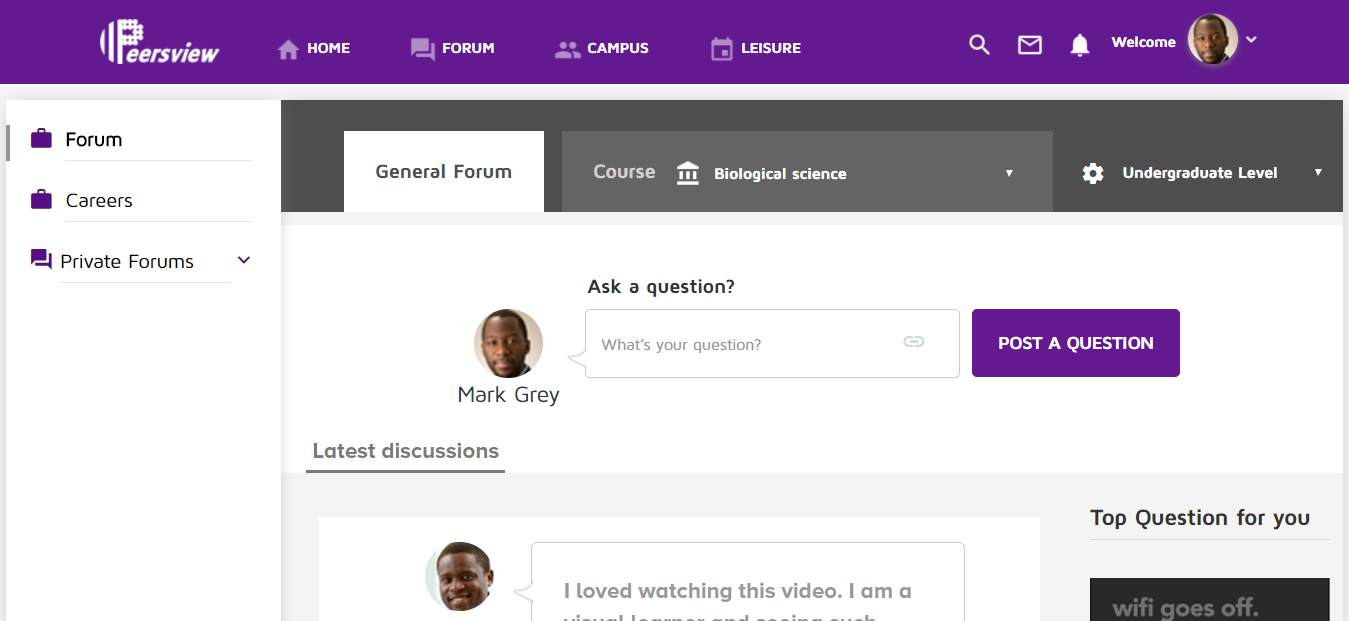 Peersview
HOME
FORUM
CAMPUS
LEISURE
Welcome
Forum
Careers
Private Forums
General Forum
Course
Biological science
Undergraduate Level
Ask a question?
What's your question?
POST A QUESTION
Mark Grey
Latest discussions
Top Question for you
I loved watching this video. I am a
visual learner and seeing such
wifi goes off.